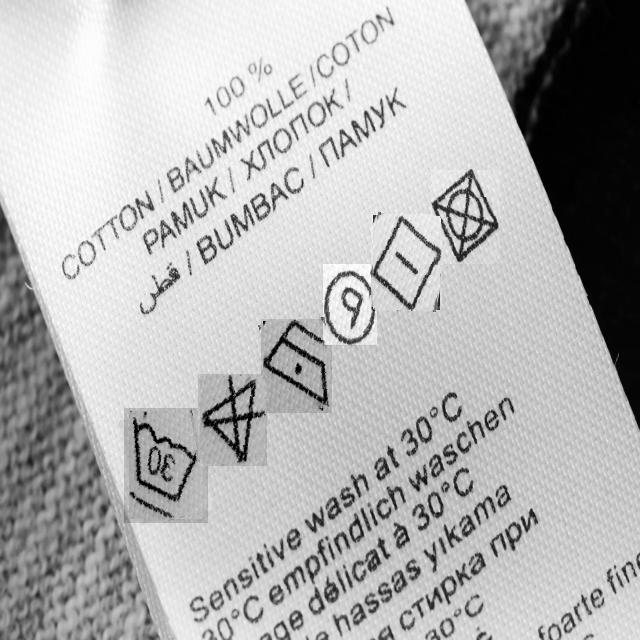 100 %
COTTON / BAUMWOLLE / COTON
PAMUK / ХЛОПОК /
قطن / BUMBAC / ПАМУК
Sensitive wash at 30°C
30°C empfindlich waschen
délicat à 30°C
hassas yıkama
стирка при
30°C
foarte